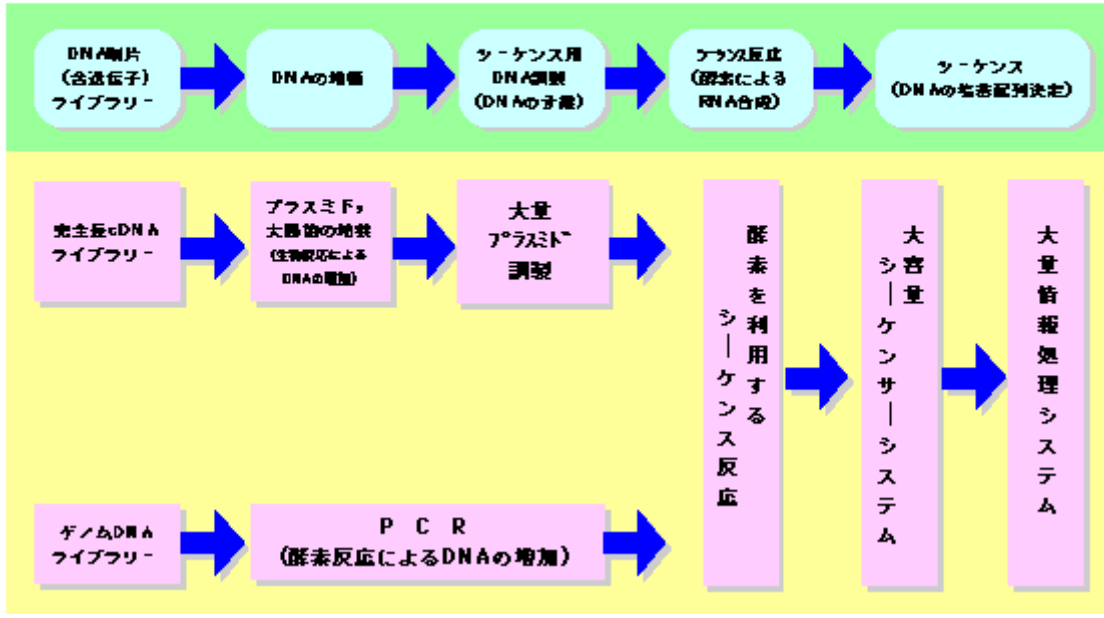 DNA断片
(含遺伝子)
ライブラリー
DNAの増幅
シーケンス用
DNA調製
(DNAの分離)
シーケンス反応
(酵素による
RNA合成)
シーケンス
(DNAの塩基配列決定)
完全長cDNA
ライブラリー
プラスミド,
大腸菌の培養
(生物反応による
DNAの増加)
大量
プラスミド
調製
酵素を利用する
シーケンス反応
大容量
シーケンサーシステム
大量情報処理システム
ゲノムDNA
ライブラリー
PCR
(酵素反応によるDNAの増加)